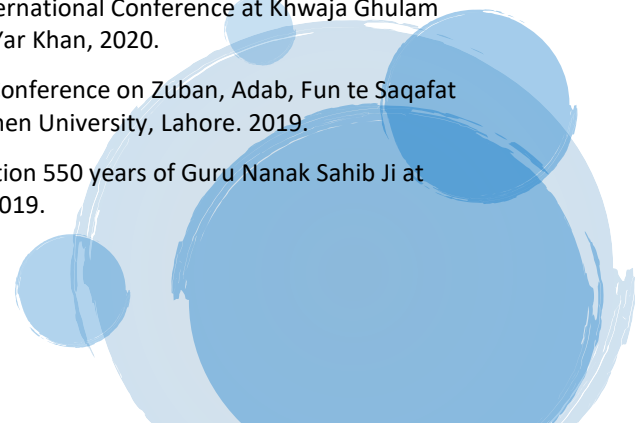 ernational Conference at Khwaja Ghulam
Yar Khan, 2020.
onference on Zuban, Adab, Fun te Saqafat
en University, Lahore. 2019.
tion 550 years of Guru Nanak Sahib Ji at
019.